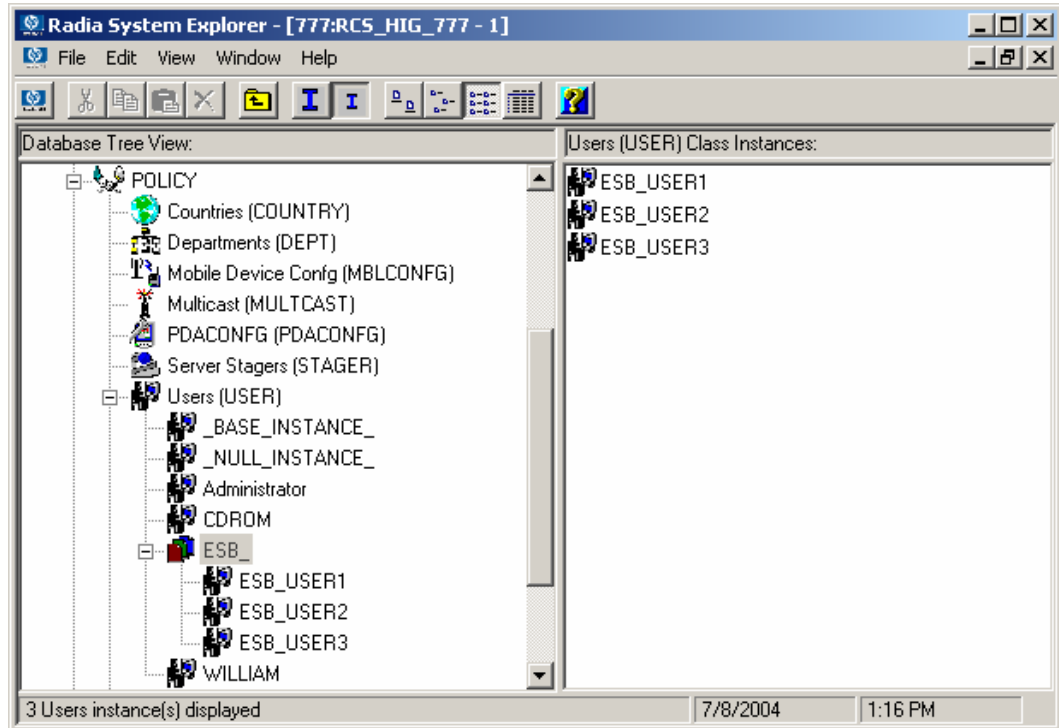 Radia System Explorer - [777:RCS_HIG_777 - 1]
File Edit View Window Help
Database Tree View:
Users (USER) Class Instances:
POLICY
Countries (COUNTRY)
Departments (DEPT)
Mobile Device Confg (MBLCONFG)
Multicast (MULTCAST)
PDACONFG (PDACONFG)
Server Stagers (STAGER)
Users (USER)
_BASE_INSTANCE_
_NULL_INSTANCE_
Administrator
CDROM
ESB_
ESB_USER1
ESB_USER2
ESB_USER3
WILLIAM
ESB_USER1
ESB_USER2
ESB_USER3
3 Users instance(s) displayed
7/8/2004
1:16 PM